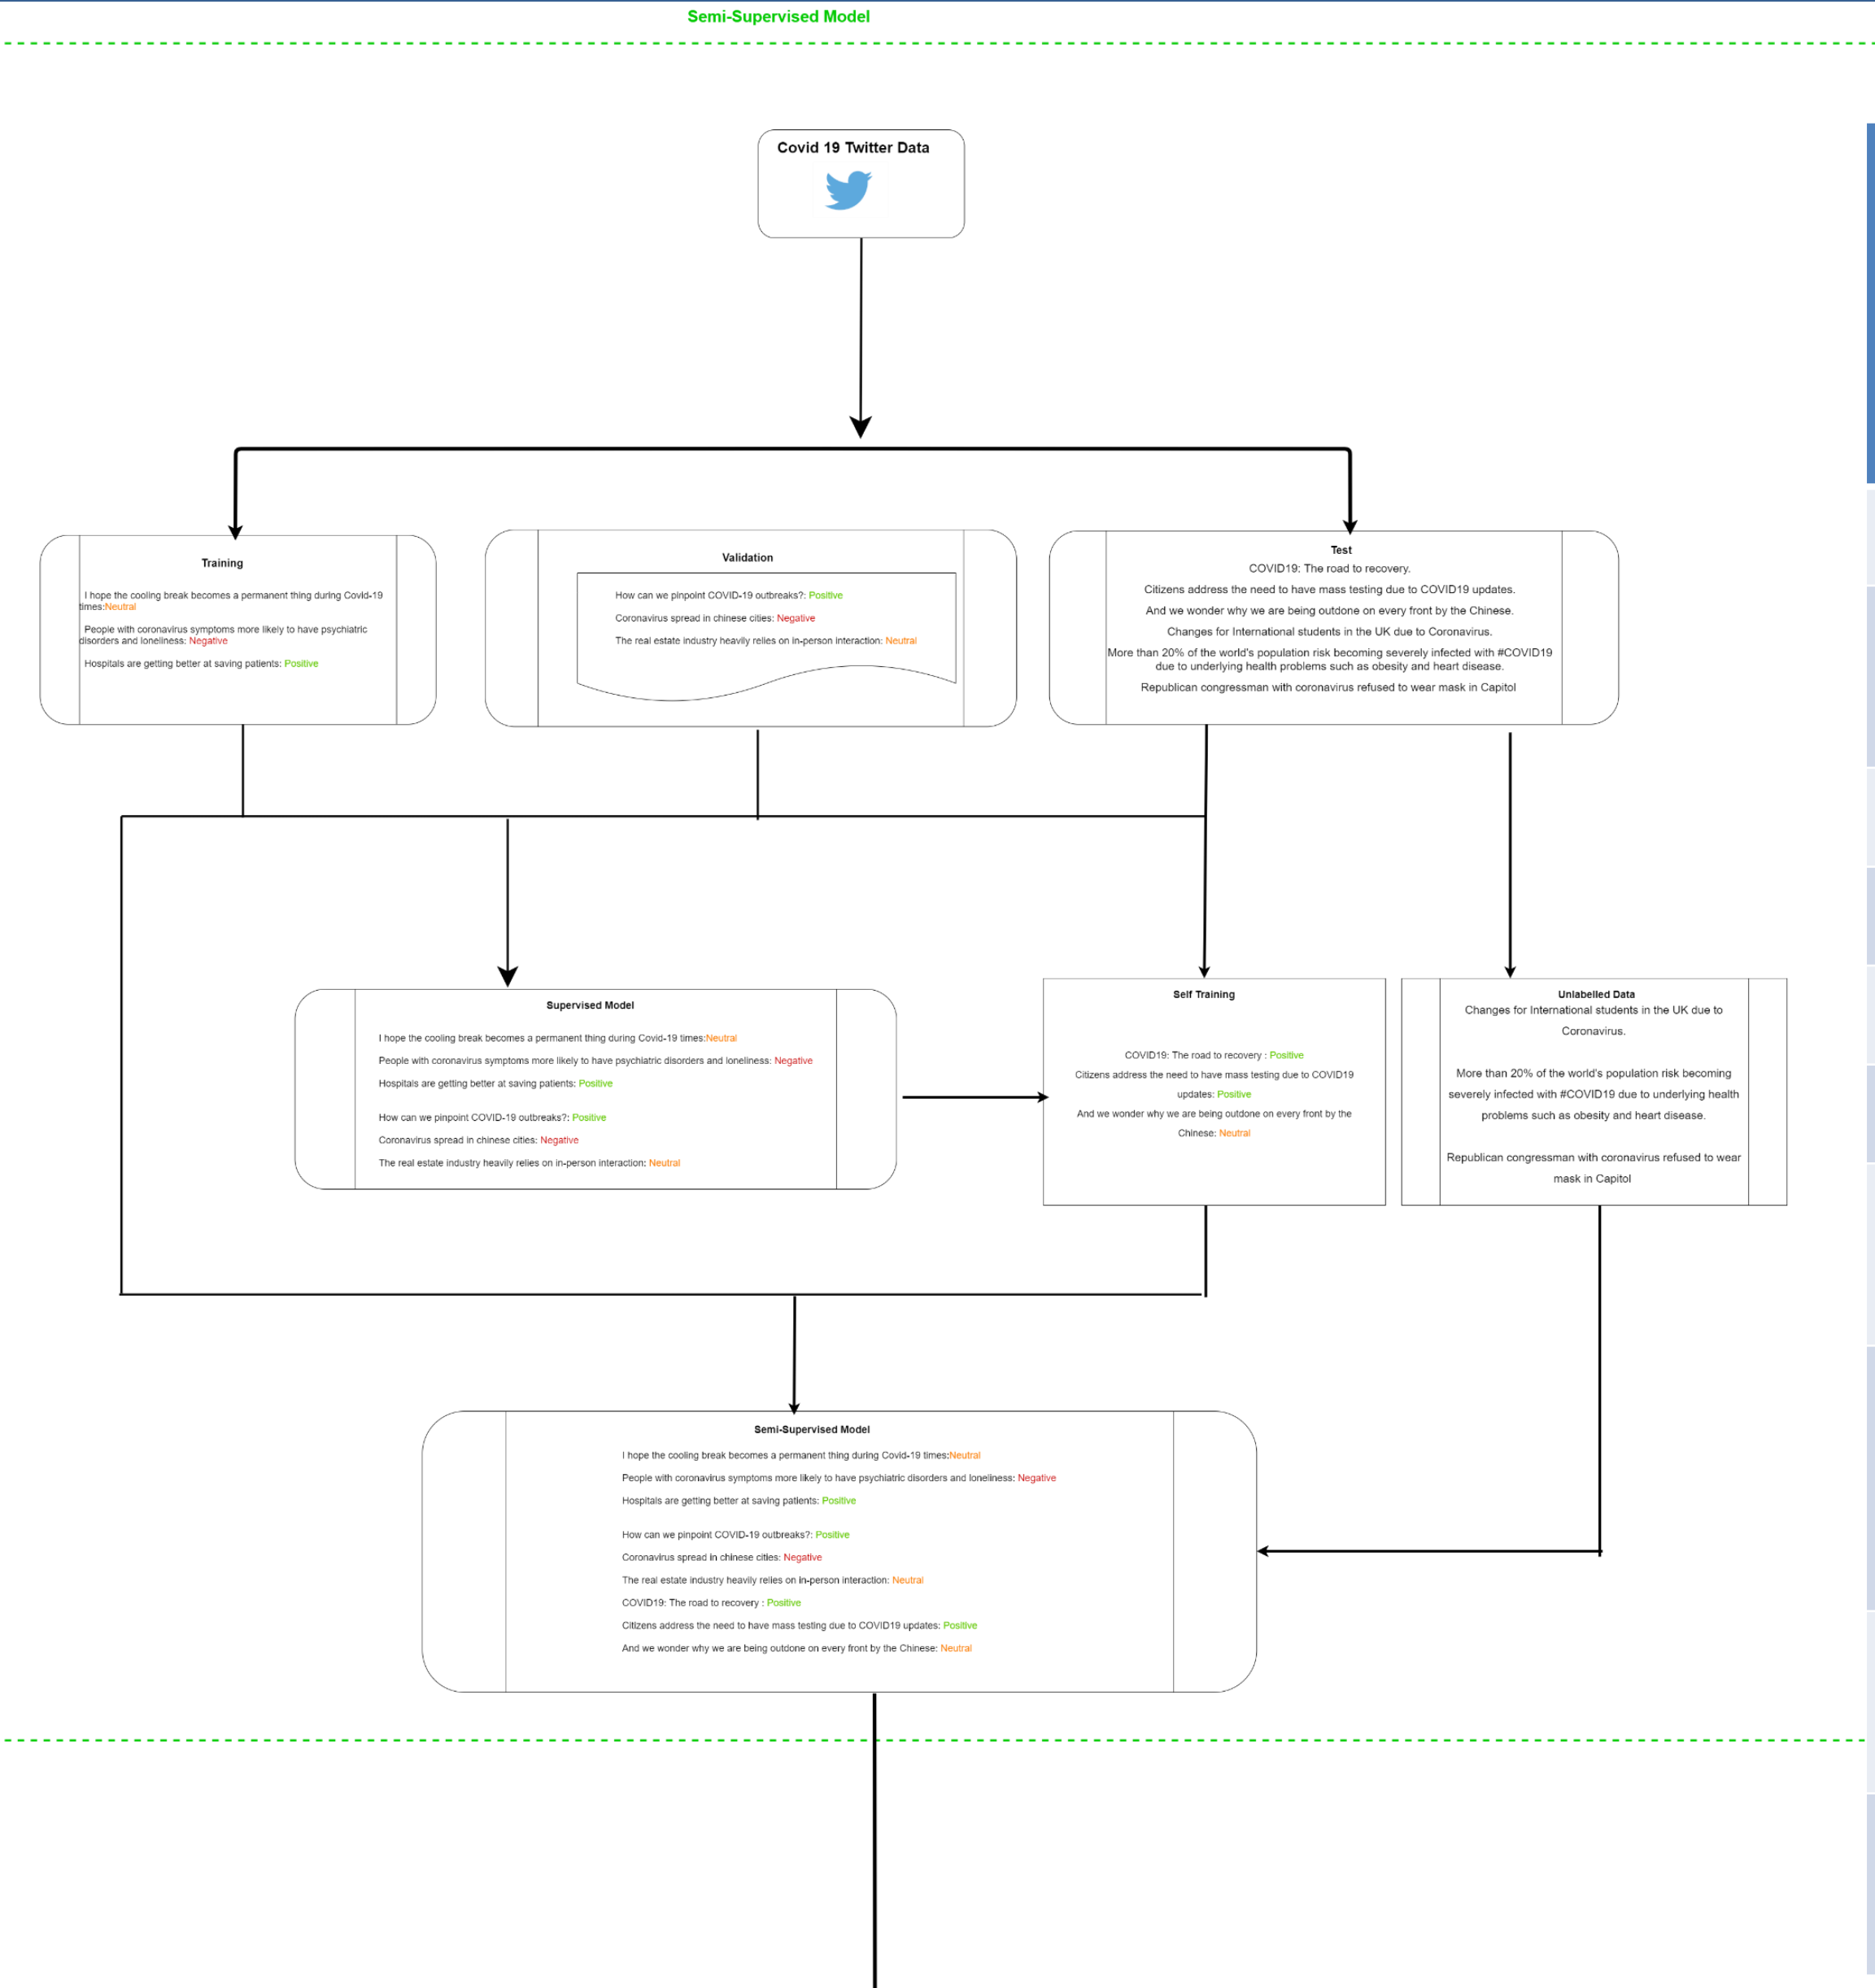 Semi-Supervised Model
Covid 19 Twitter Data
Training
I hope the cooling break becomes a permanent thing during Covid-19
times:Neutral
People with coronavirus symptoms more likely to have psychiatric
disorders and loneliness: Negative
Hospitals are getting better at saving patients: Positive
Validation
How can we pinpoint COVID-19 outbreaks?: Positive
Coronavirus spread in chinese cities: Negative
The real estate industry heavily relies on in-person interaction: Neutral
Test
COVID19: The road to recovery.
Citizens address the need to have mass testing due to COVID19 updates.
And we wonder why we are being outdone on every front by the Chinese.
Changes for International students in the UK due to Coronavirus.
More than 20% of the world's population risk becoming severely infected with #COVID19
due to underlying health problems such as obesity and heart disease.
Republican congressman with coronavirus refused to wear mask in Capitol
Supervised Model
I hope the cooling break becomes a permanent thing during Covid-19 times:Neutral
People with coronavirus symptoms more likely to have psychiatric disorders and loneliness: Negative
Hospitals are getting better at saving patients: Positive
How can we pinpoint COVID-19 outbreaks?: Positive
Coronavirus spread in chinese cities: Negative
The real estate industry heavily relies on in-person interaction: Neutral
Self Training
COVID19: The road to recovery : Positive
Citizens address the need to have mass testing due to COVID19
updates: Positive
And we wonder why we are being outdone on every front by the
Chinese: Neutral
Unlabelled Data
Changes for International students in the UK due to
Coronavirus.
More than 20% of the world's population risk becoming
severely infected with #COVID19 due to underlying health
problems such as obesity and heart disease.
Republican congressman with coronavirus refused to wear
mask in Capitol
Semi-Supervised Model
I hope the cooling break becomes a permanent thing during Covid-19 times:Neutral
People with coronavirus symptoms more likely to have psychiatric disorders and loneliness: Negative
Hospitals are getting better at saving patients: Positive
How can we pinpoint COVID-19 outbreaks?: Positive
Coronavirus spread in chinese cities: Negative
The real estate industry heavily relies on in-person interaction: Neutral
COVID19: The road to recovery : Positive
Citizens address the need to have mass testing due to COVID19 updates: Positive
And we wonder why we are being outdone on every front by the Chinese: Neutral